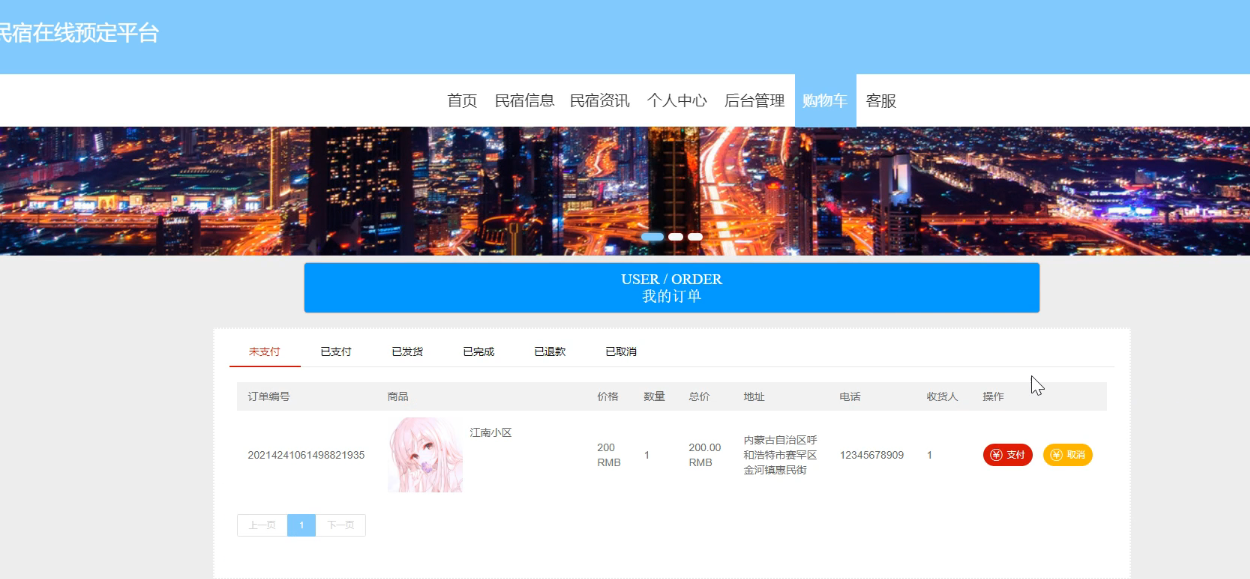 民宿在线预定平台
首页 民宿信息 民宿资讯 个人中心 后台管理 购物车 客服
USER / ORDER
我的订单
未支付 已支付 已发货 已完成 已退款 已取消
订单编号 商品 价格 数量 总价 地址 电话 收货人 操作
江南小区
20214241061498821935 200 RMB 1 200.00 RMB 内蒙古自治区呼和浩特市赛罕区金河镇惠民街 12345678909 1 支付 取消
上一页 1 下一页